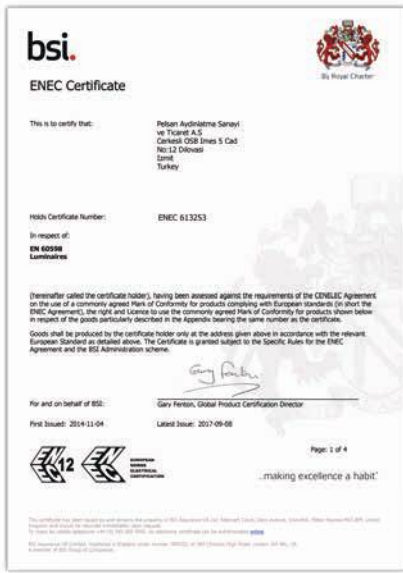 bsi.
By Royal Charter
ENEC Certificate
This is to certify that:
Pelsan Aydinlatma Sanayi
ve Ticaret A.S
Cerkesli OSB Imes 5 Cad
No:12 Dilovasi
Izmit
Turkey
Holds Certificate Number:
ENEC 613253
In respect of:
EN 60598
Luminaires
(hereinafter called the certificate holder), having been assessed against the requirements of the CENELEC Agreement
on the use of a commonly agreed Mark of Conformity for products complying with European standards (in short the
ENEC Agreement), the right and Licence to use the commonly agreed Mark of Conformity for products shown below
in respect of the goods particularly described in the Appendix bearing the same number as the certificate.
Goods shall be produced by the certificate holder only at the address given above in accordance with the relevant
European Standard as detailed above. The Certificate is granted subject to the Specific Rules for the ENEC
Agreement and the BSI Administration scheme.
For and on behalf of BSI:
Gary Fenton, Global Product Certification Director
First Issued: 2014-11-04
Latest Issue: 2017-09-08
Page: 1 of 4
12
EUROPEAN
NORMS
ELECTRICAL
CERTIFICATION
...making excellence a habit.